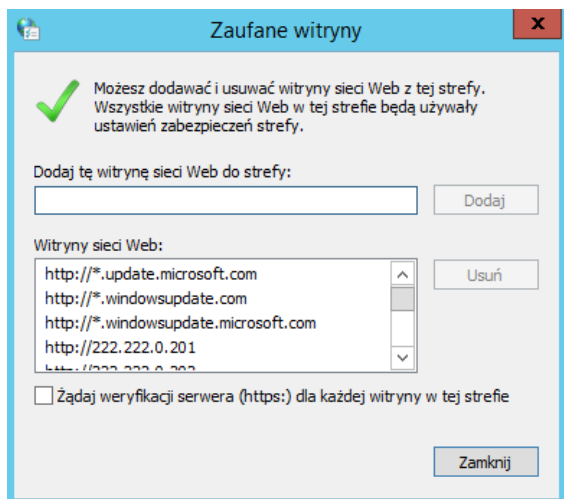 Zaufane witryny
x
Możesz dodawać i usuwać witryny sieci Web z tej strefy.
Wszystkie witryny sieci Web w tej strefie będą używały
ustawień zabezpieczeń strefy.
Dodaj tę witrynę sieci Web do strefy:
Dodaj
Witryny sieci Web:
http://*.update.microsoft.com
http://*.windowsupdate.com
http://*.windowsupdate.microsoft.com
http://222.222.0.201
Usuń
Żądaj weryfikacji serwera (https:) dla każdej witryny w tej strefie
Zamknij